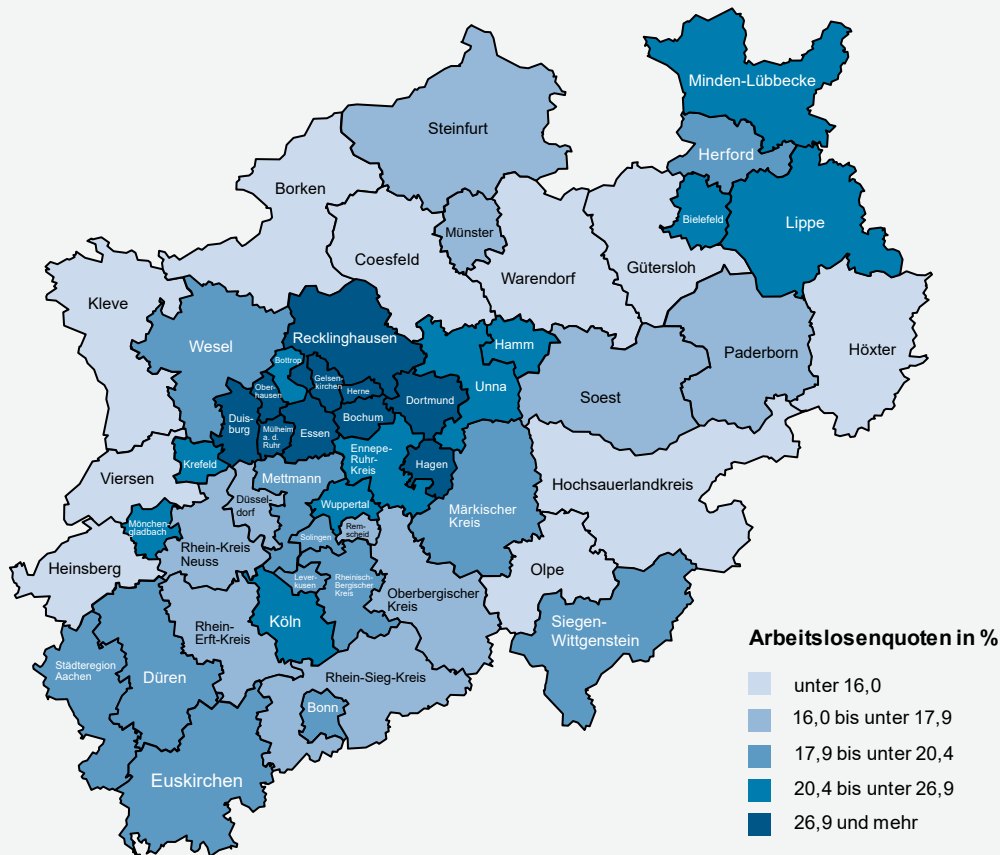 Minden-Lübbecke
Steinfurt
Herford
Borken
Bielefeld
Lippe
Münster
Coesfeld
Warendorf
Gütersloh
Kleve
Wesel
Recklinghausen
Hamm
Paderborn
Höxter
Bottrop
Unna
Gelsen-
kirchen
Herne
Ober-
hausen
Dortmund
Soest
Duis-
burg
Mülheim
a. d.
Ruhr
Essen
Bochum
Ennepe-
Ruhr-
Kreis
Hagen
Krefeld
Viersen
Mettmann
Hochsauerlandkreis
Düssel-
dorf
Wuppertal
Märkischer
Kreis
Mönchen-
gladbach
Rem-
scheid
Solingen
Rhein-Kreis
Neuss
Heinsberg
Olpe
Lever-
kusen
Rheinisch-
Bergischer
Kreis
Oberbergischer
Kreis
Köln
Rhein-
Erft-Kreis
Siegen-
Wittgenstein
Städteregion
Aachen
Düren
Rhein-Sieg-Kreis
Bonn
Euskirchen
Arbeitslosenquoten in %
unter 16,0
16,0 bis unter 17,9
17,9 bis unter 20,4
20,4 bis unter 26,9
26,9 und mehr